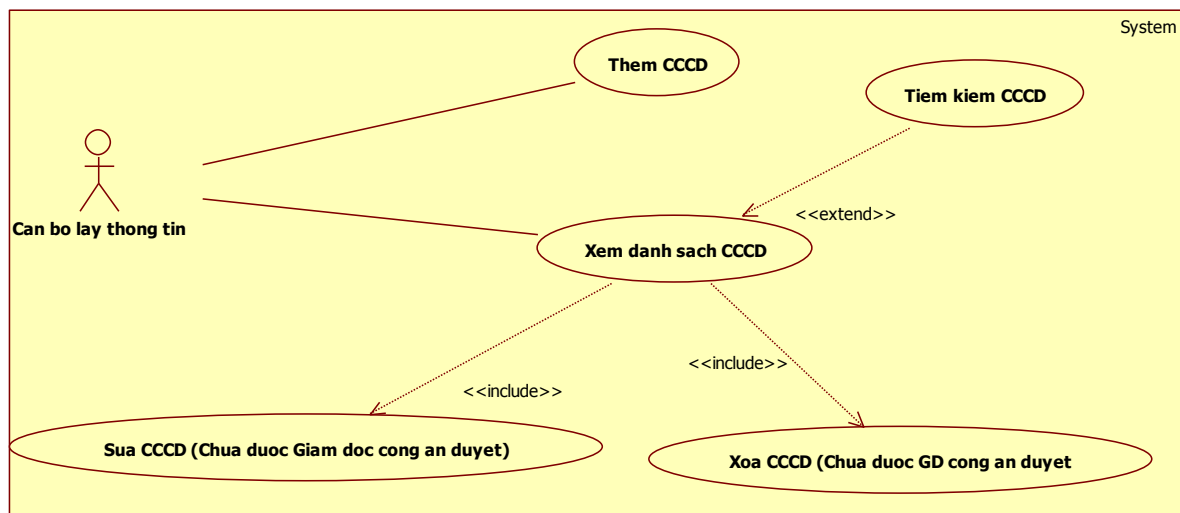 System
Them CCCD
Tiem kiem CCCD
Can bo lay thong tin
<<extend>>
Xem danh sach CCCD
<<include>>
<<include>>
Sua CCCD (Chua duoc Giam doc cong an duyet)
Xoa CCCD (Chua duoc GD cong an duyet